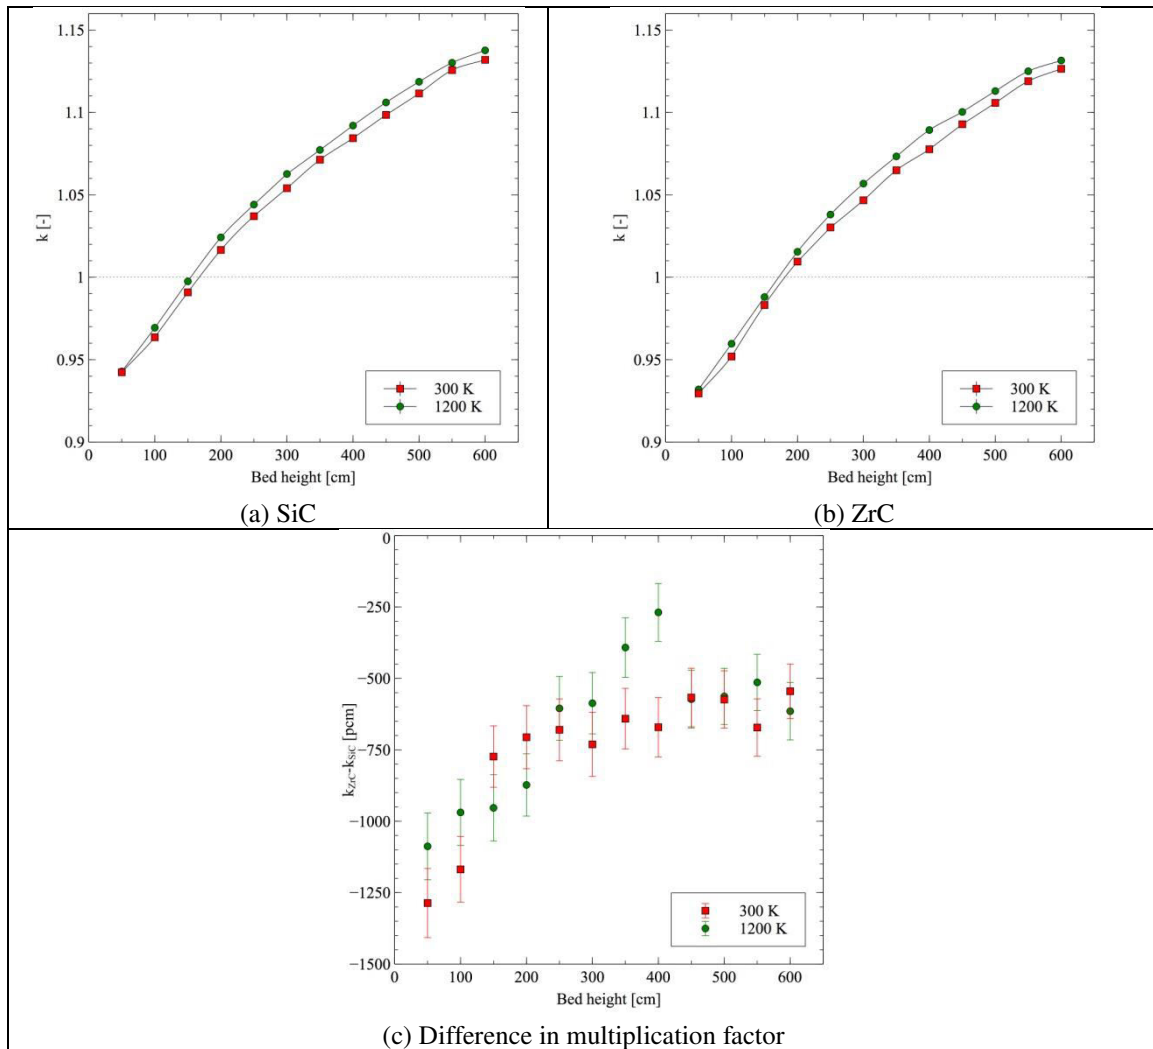 1.15
1.1
1.05
1
0.95
0.9
k [-]
0 100 200 300 400 500 600
Bed height [cm]
300 K
1200 K
(a) SiC
1.15
1.1
1.05
1
0.95
0.9
k [-]
0 100 200 300 400 500 600
Bed height [cm]
300 K
1200 K
(b) ZrC
0
−250
−500
−750
−1000
−1250
−1500
kZrC-kSiC [pcm]
0 100 200 300 400 500 600
Bed height [cm]
300 K
1200 K
(c) Difference in multiplication factor